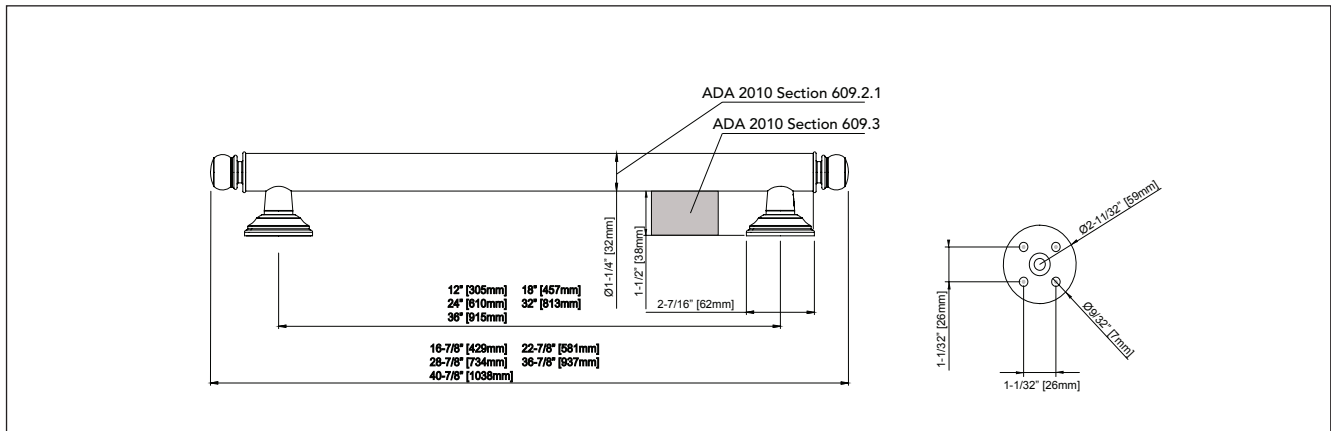 ADA 2010 Section 609.2.1
ADA 2010 Section 609.3
Ø1-1/4" [32mm]
1-1/2" [38mm]
2-7/16" [62mm]
12" [305mm] 18" [457mm]
24" [610mm] 32" [813mm]
36" [915mm]
16-7/8" [429mm] 22-7/8" [581mm]
28-7/8" [734mm] 36-7/8" [937mm]
40-7/8" [1038mm]
Ø2-11/32" [59mm]
Ø9/32" [7mm]
1-1/32" [26mm]
1-1/32" [26mm]